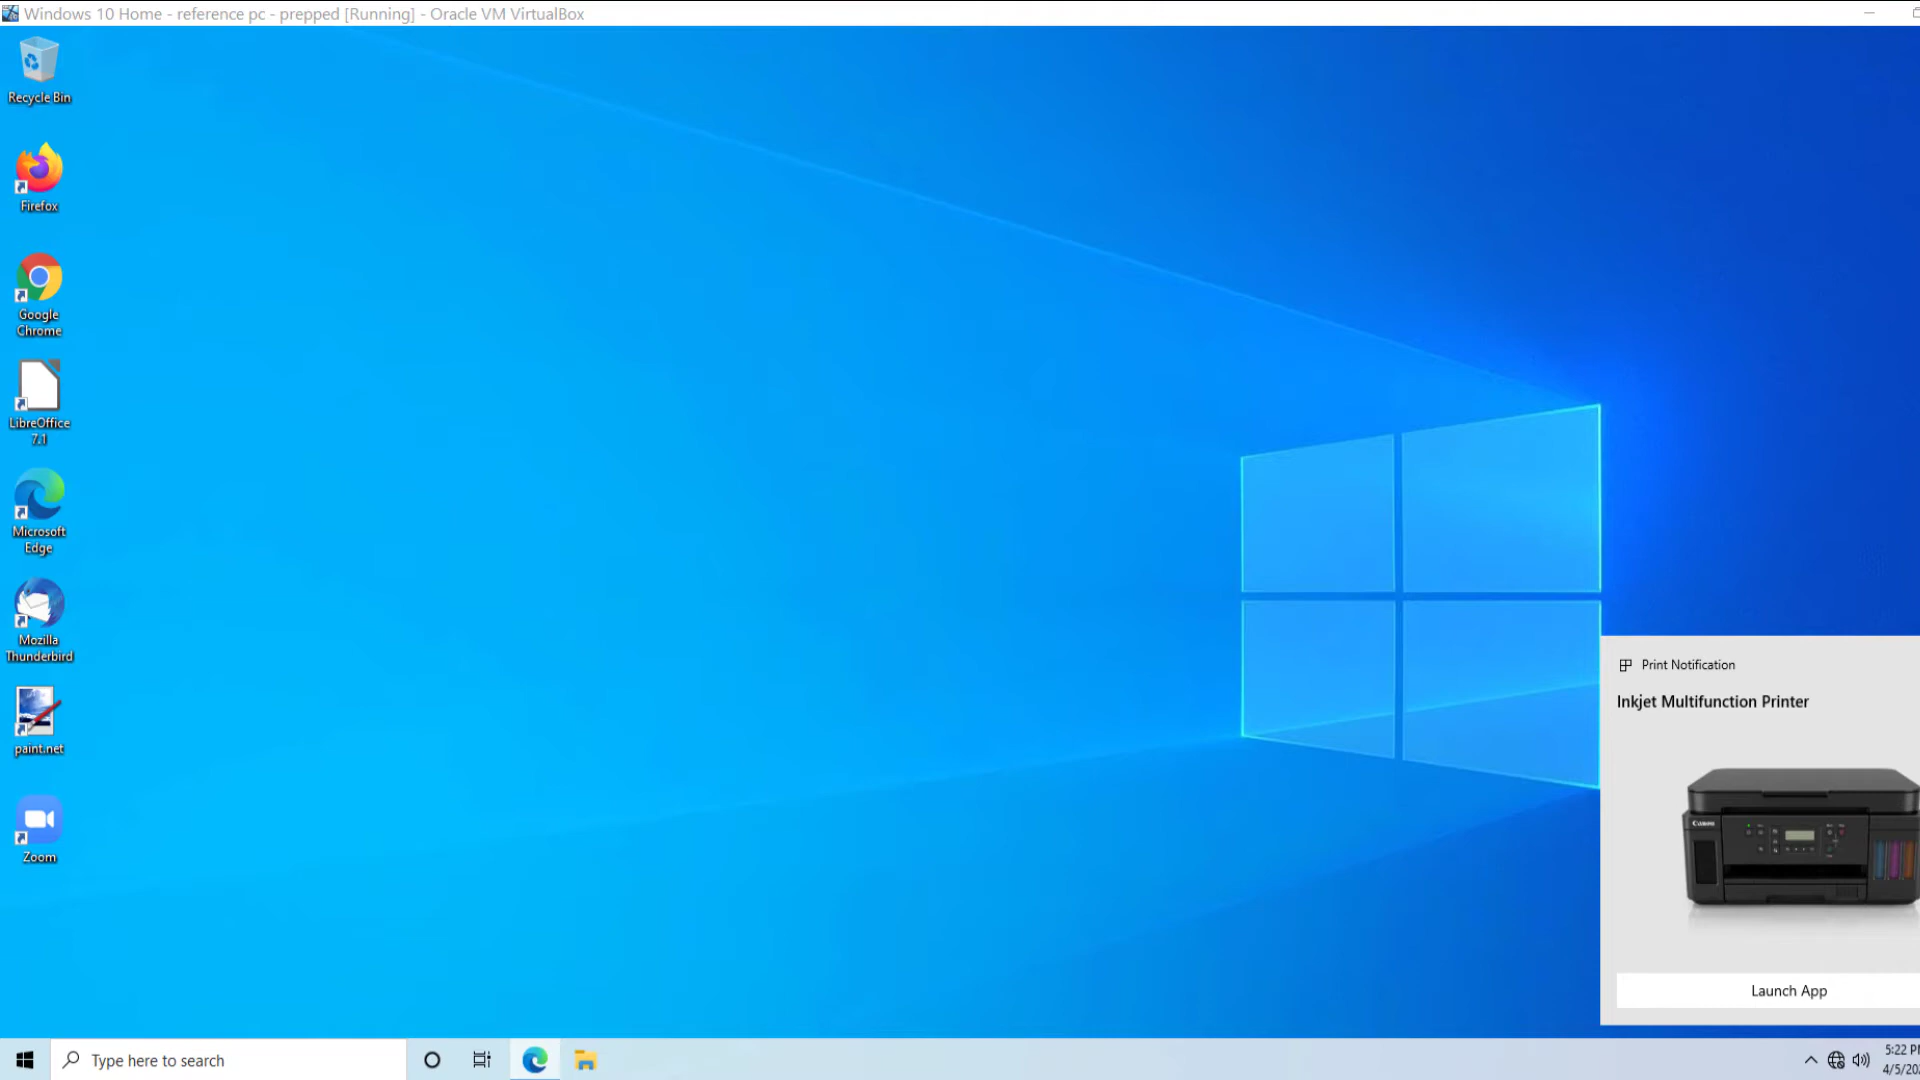 Windows 10 Home - reference pc - prepped [Running] - Oracle VM VirtualBox
Recycle Bin
Firefox
Google
Chrome
LibreOffice
7.1
Microsoft
Edge
Mozilla
Thunderbird
paint.net
Zoom
Print Notification
Inkjet Multifunction Printer
Canon
Launch App
Type here to search
5:22 P
4/5/20